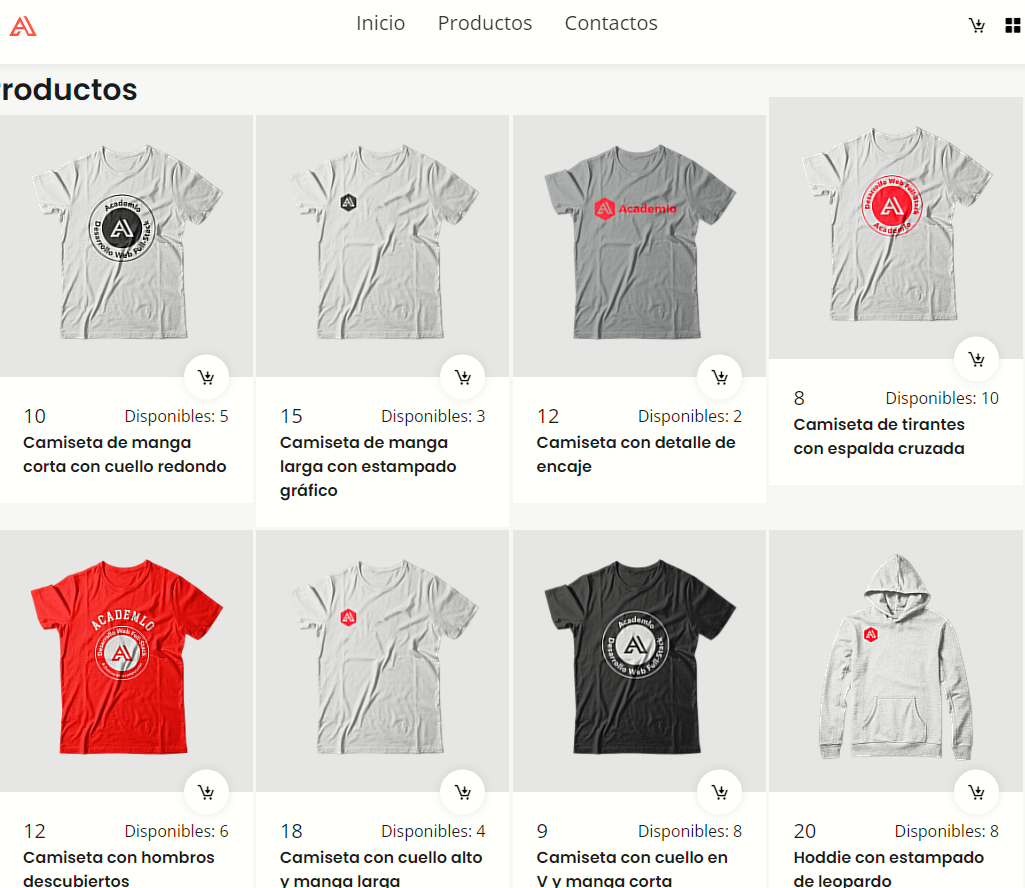 Inicio Productos Contactos
roductos
Academlo
Desarrollo Web Full-Stack
Academlo
Desarrollo Web Full-Stack
Academlo
10 Disponibles: 5
Camiseta de manga
corta con cuello redondo
15 Disponibles: 3
Camiseta de manga
larga con estampado
gráfico
12 Disponibles: 2
Camiseta con detalle de
encaje
8 Disponibles: 10
Camiseta de tirantes
con espalda cruzada
ACADEMLO
Desarrollo Web Full-Stack
Academlo
Desarrollo Web Full-Stack
12 Disponibles: 6
Camiseta con hombros
descubiertos
18 Disponibles: 4
Camiseta con cuello alto
y manga larga
9 Disponibles: 8
Camiseta con cuello en
V y manga corta
20 Disponibles: 8
Hoddie con estampado
de leopardo